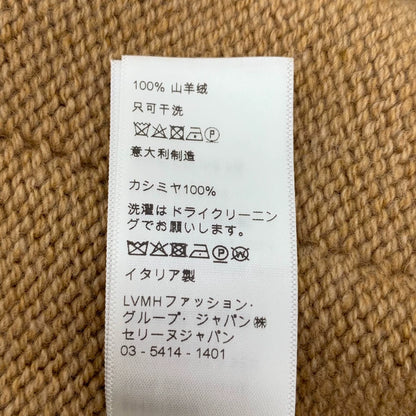 100% 山羊绒
只可干洗
P
意大利制造
カシミヤ100%
洗濯はドライクリーニン
グでお願いします。
P W
イタリア製
LVMHファッション・
グループ・ジャパン㈱
セリーヌジャパン
03 - 5414 - 1401